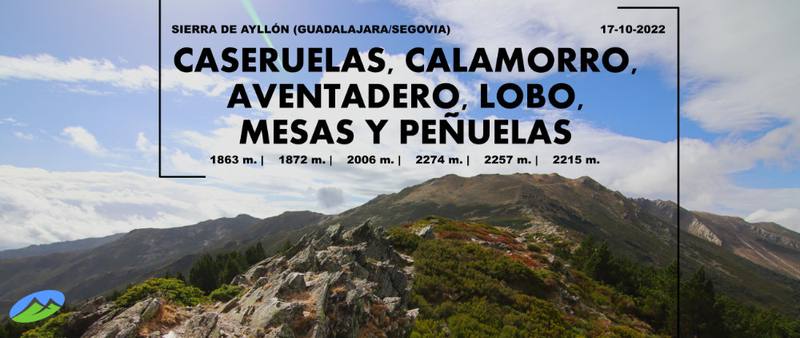 SIERRA DE AYLLÓN (GUADALAJARA/SEGOVIA) 17-10-2022
CASERUELAS, CALAMORRO,
AVENTADERO, LOBO,
MESAS Y PEÑUELAS
1863 m. | 1872 m. | 2006 m. | 2274 m. | 2257 m. | 2215 m.